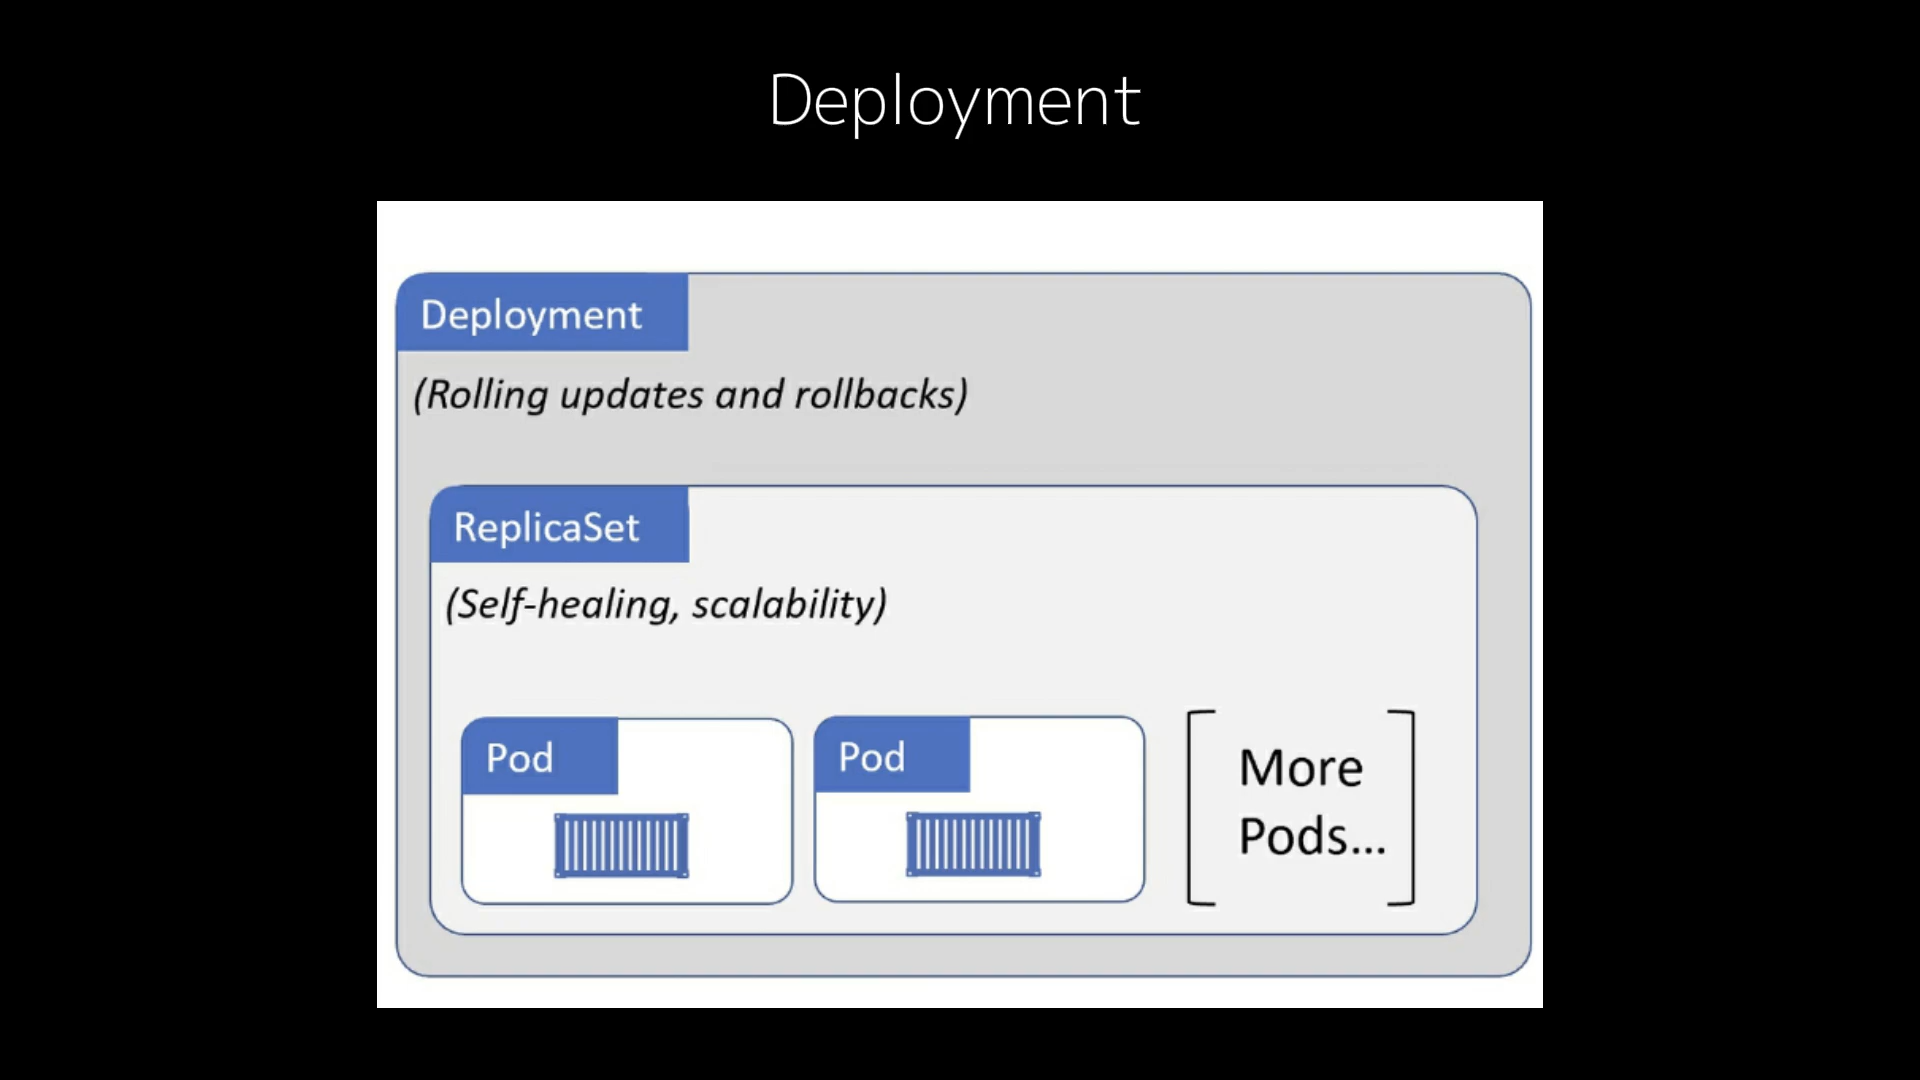 Deployment
Deployment
(Rolling updates and rollbacks)
ReplicaSet
(Self-healing, scalability)
Pod
Pod
More
Pods...